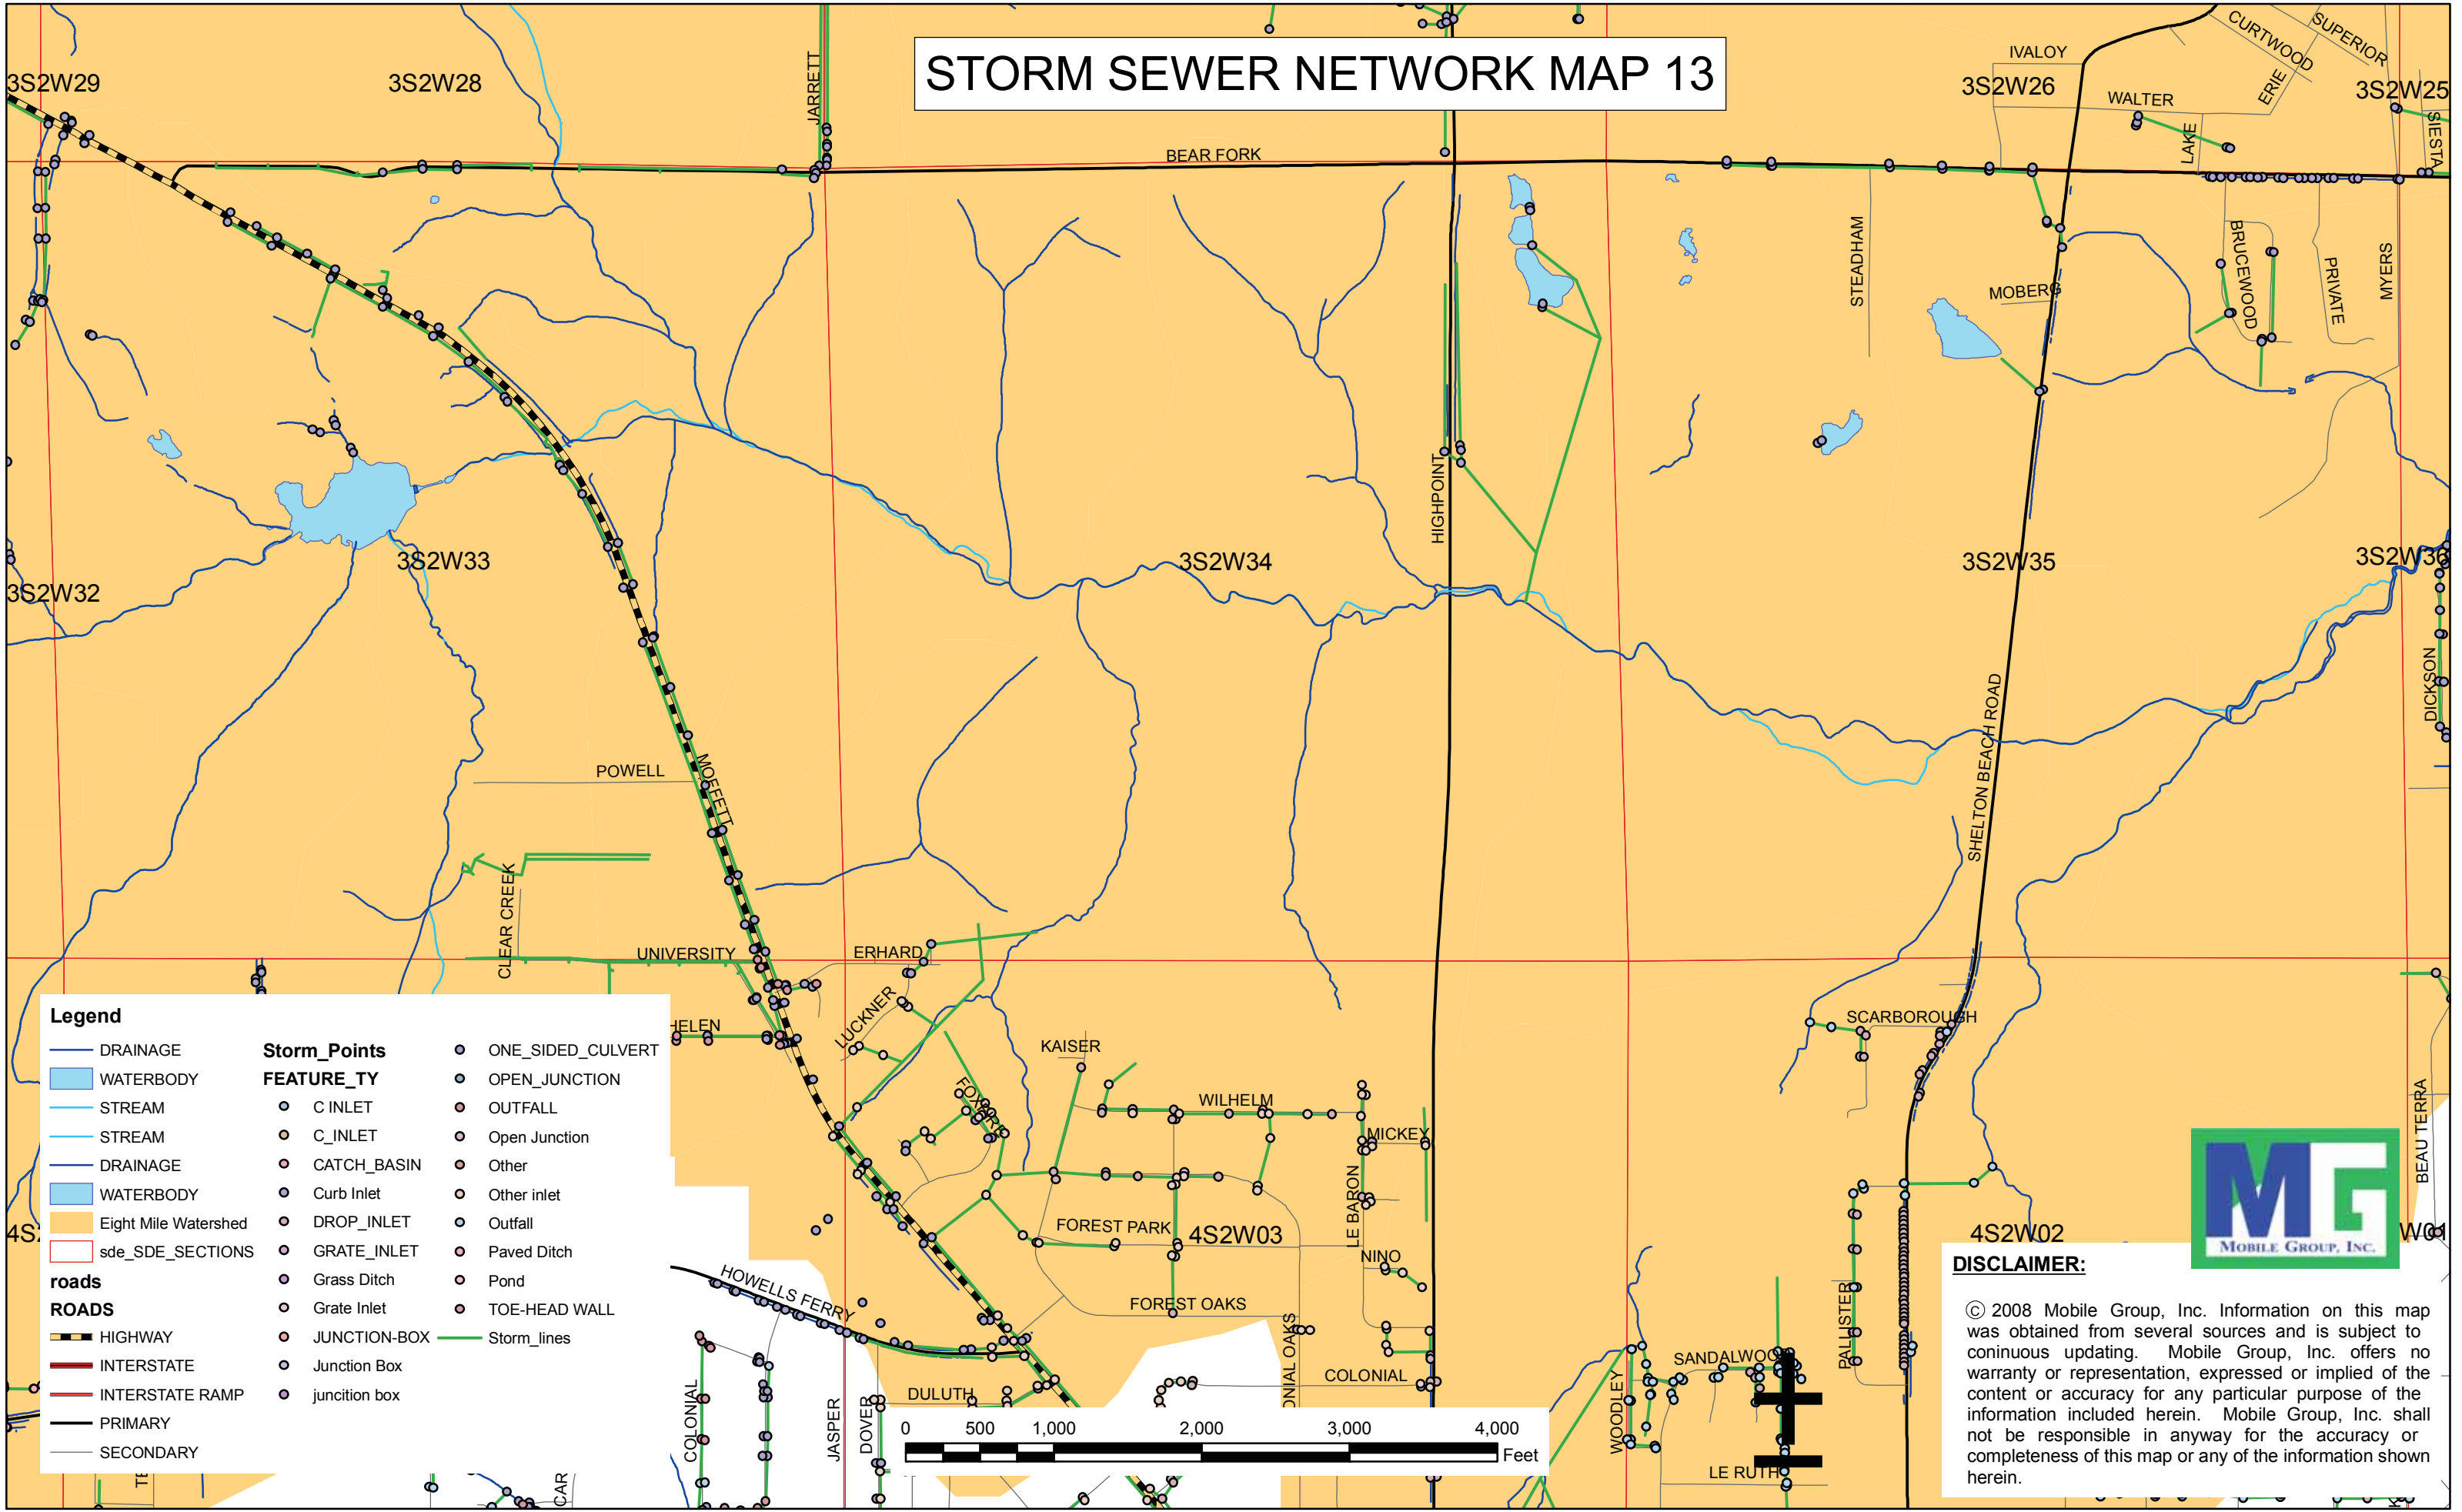 STORM SEWER NETWORK MAP 13
3S2W29
3S2W28
JARRETT
BEAR FORK
IVALOY
3S2W26
CURTWOOD
SUPERIOR
ERIE
WALTER
LAKE
3S2W25
SIESTA
STEADHAM
MOBERG
BRUCEWOOD
PRIVATE
MYERS
HIGHPOINT
3S2W32
3S2W33
3S2W34
3S2W35
3S2W36
DICKSON
SHELTON BEACH ROAD
POWELL
MOFFETT
CLEAR CREEK
UNIVERSITY
ERHARD
LUCKNER
HELEN
KAISER
WILHELM
MICKEY
LE BARON
FOREST PARK
4S2W03
NINO
FOREST OAKS
HOWELLS FERRY
COLONIAL
DULUTH
JASPER
DOVER
COLONIAL
ONIAL OAKS
SCARBOROUGH
BEAU TERRA
4S2W02
W01
PALLISTER
SANDALWOO
WOODLEY
LE RUTH
CAR
TE
4S2
Legend
DRAINAGE
WATERBODY
STREAM
STREAM
DRAINAGE
WATERBODY
Eight Mile Watershed
sde_SDE_SECTIONS
roads
ROADS
HIGHWAY
INTERSTATE
INTERSTATE RAMP
PRIMARY
SECONDARY
Storm_Points
FEATURE_TY
C INLET
C_INLET
CATCH_BASIN
Curb Inlet
DROP_INLET
GRATE_INLET
Grass Ditch
Grate Inlet
JUNCTION-BOX
Junction Box
juncition box
ONE_SIDED_CULVERT
OPEN_JUNCTION
OUTFALL
Open Junction
Other
Other inlet
Outfall
Paved Ditch
Pond
TOE-HEAD WALL
Storm_lines
0 500 1,000 2,000 3,000 4,000
Feet
MG
MOBILE GROUP, INC.
DISCLAIMER:
© 2008 Mobile Group, Inc. Information on this map
was obtained from several sources and is subject to
coninuous updating. Mobile Group, Inc. offers no
warranty or representation, expressed or implied of the
content or accuracy for any particular purpose of the
information included herein. Mobile Group, Inc. shall
not be responsible in anyway for the accuracy or
completeness of this map or any of the information shown
herein.